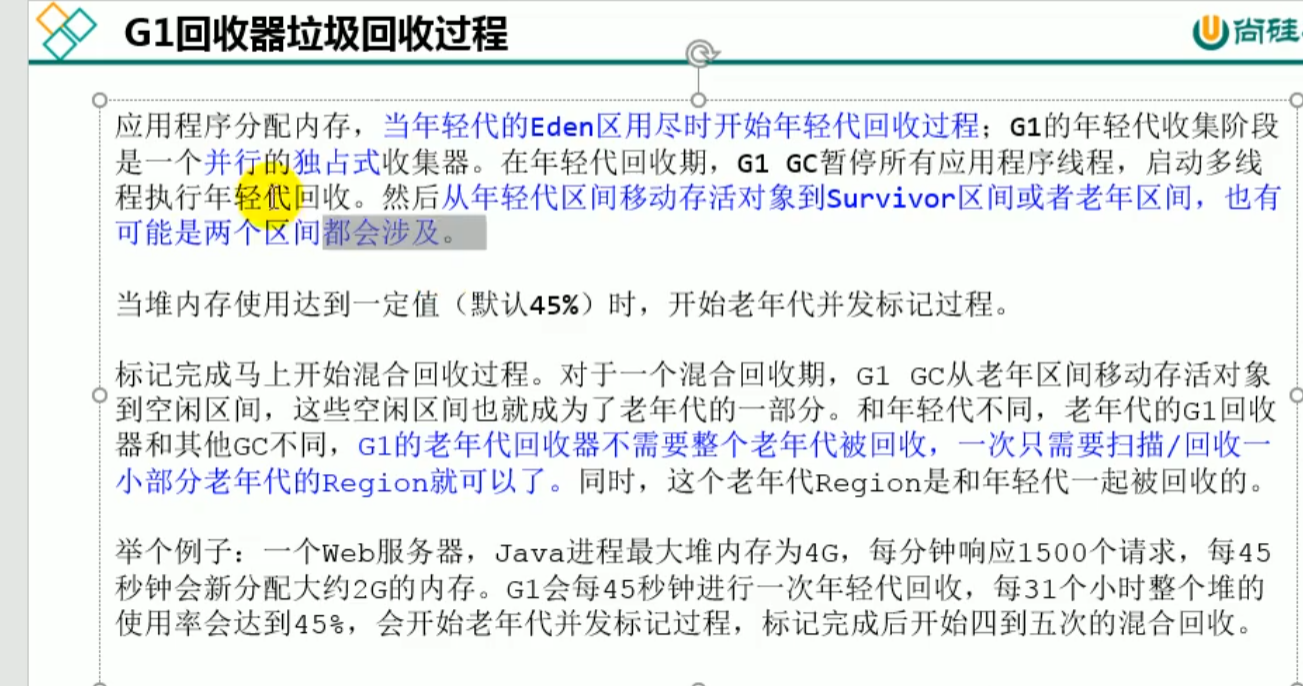 G1回收器垃圾回收过程
尚硅
应用程序分配内存，当年轻代的Eden区用尽时开始年轻代回收过程；G1的年轻代收集阶段
是一个并行的独占式收集器。在年轻代回收期，G1 GC暂停所有应用程序线程，启动多线
程执行年轻代回收。然后从年轻代区间移动存活对象到Survivor区间或者老年区间，也有
可能是两个区间都会涉及。
当堆内存使用达到一定值（默认45%）时，开始老年代并发标记过程。
标记完成马上开始混合回收过程。对于一个混合回收期，G1 GC从老年区间移动存活对象
到空闲区间，这些空闲区间也就成为了老年代的一部分。和年轻代不同，老年代的G1回收
器和其他GC不同，G1的老年代回收器不需要整个老年代被回收，一次只需要扫描/回收一
小部分老年代的Region就可以了。同时，这个老年代Region是和年轻代一起被回收的。
举个例子：一个Web服务器，Java进程最大堆内存为4G，每分钟响应1500个请求，每45
秒钟会新分配大约2G的内存。G1会每45秒钟进行一次年轻代回收，每31个小时整个堆的
使用率会达到45%，会开始老年代并发标记过程，标记完成后开始四到五次的混合回收。